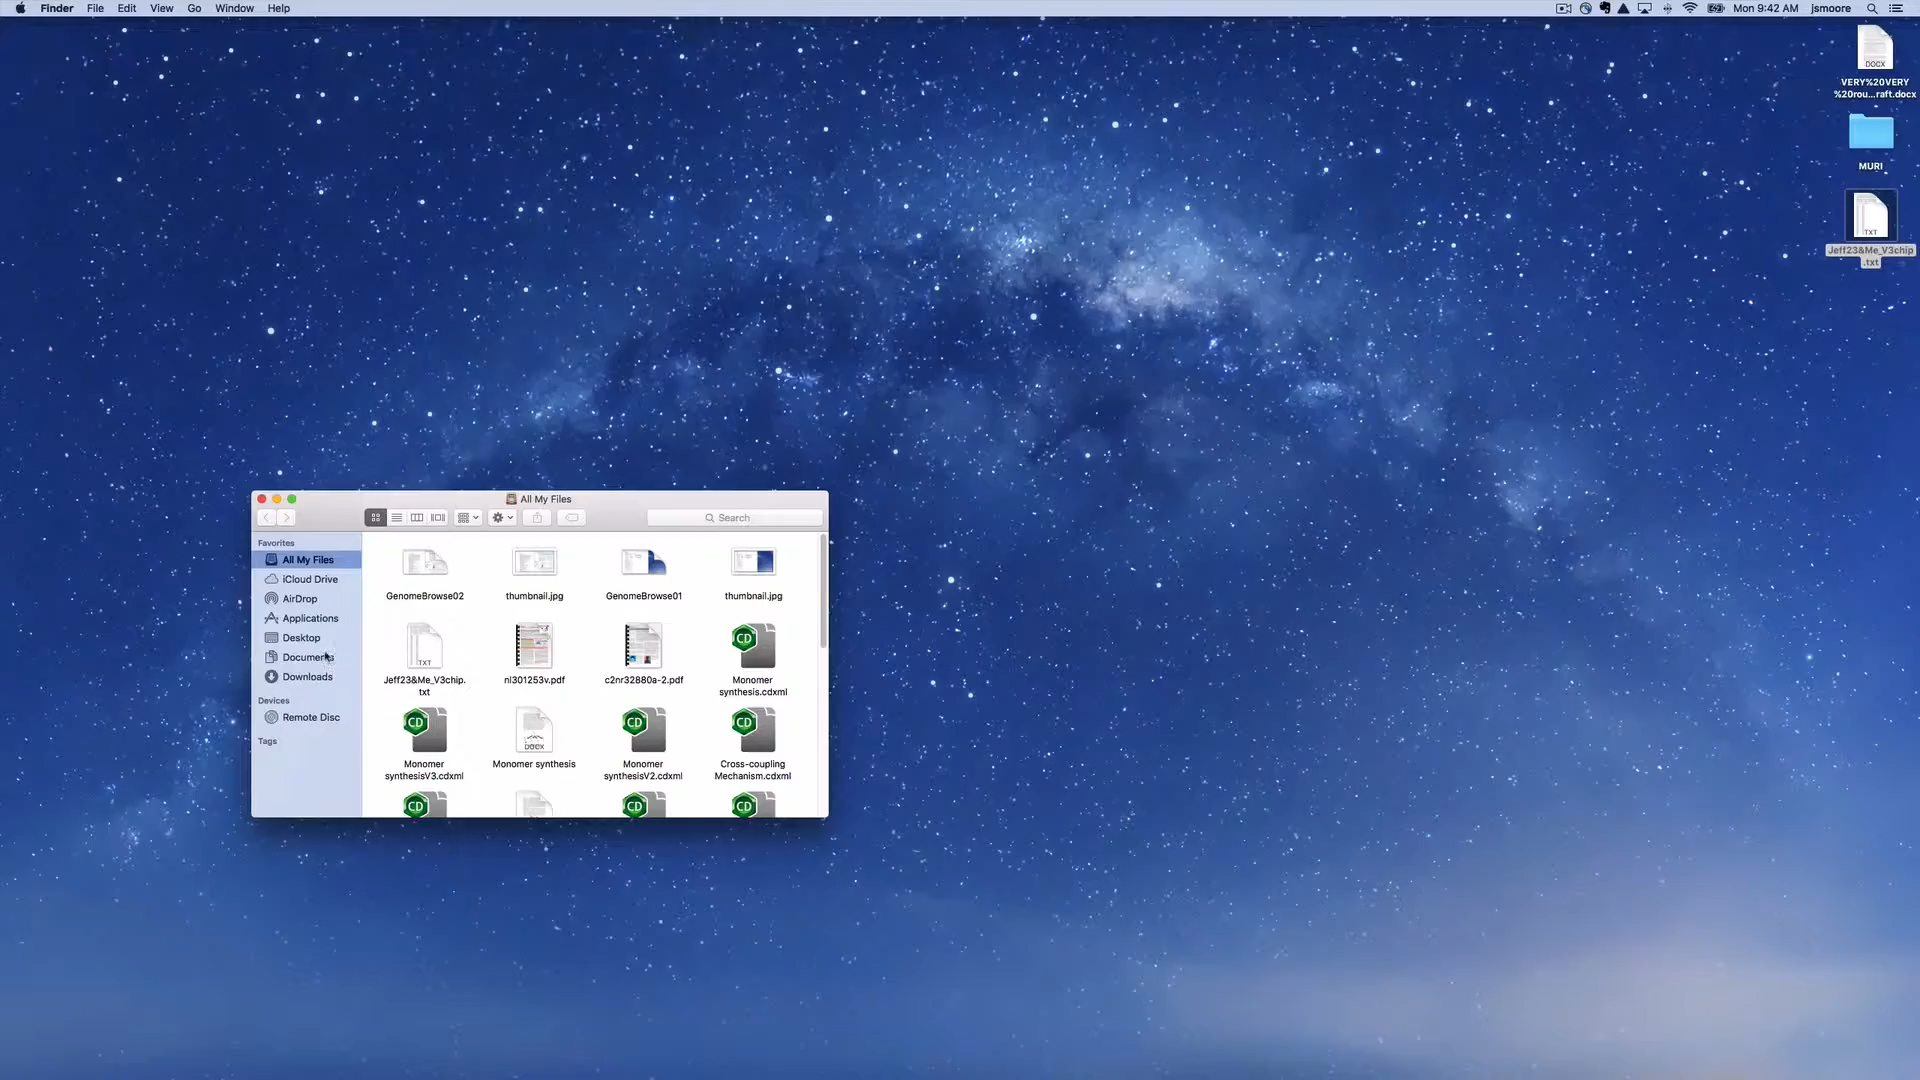 Finder File Edit View Go Window Help
Mon 9:42 AM jsmoore
DOCX
VERY%20VERY
%20rou...raft.docx
MURI
TXT
Jeff23&Me_V3chip
.txt
All My Files
Search
Favorites
All My Files
iCloud Drive
AirDrop
Applications
Desktop
Documents
Downloads
Devices
Remote Disc
Tags
GenomeBrowse02
thumbnail.jpg
GenomeBrowse01
thumbnail.jpg
TXT
CD
Jeff23&Me_V3chip.
txt
nl301253v.pdf
c2nr32880a-2.pdf
Monomer
synthesis.cdxml
CD
DOCX
CD
CD
Monomer
synthesisV3.cdxml
Monomer synthesis
Monomer
synthesisV2.cdxml
Cross-coupling
Mechanism.cdxml
CD
CD
CD